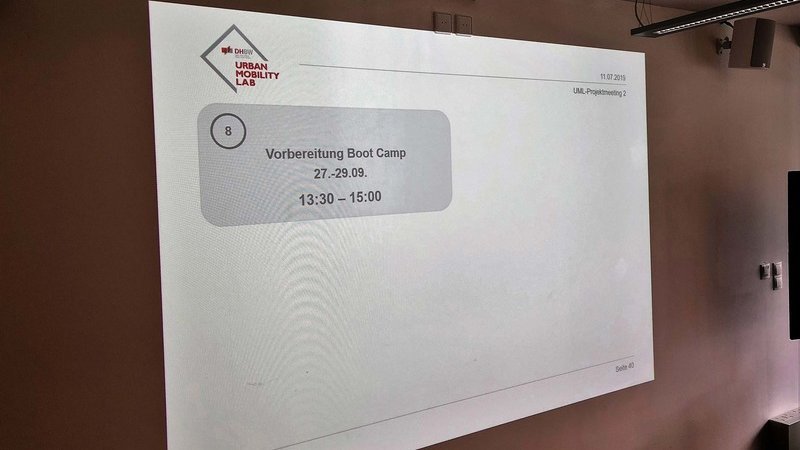 DHBW
URBAN
MOBILITY
LAB
11.07.2019
UML-Projektmeeting 2
8
Vorbereitung Boot Camp
27.-29.09.
13:30 – 15:00
Seite 40